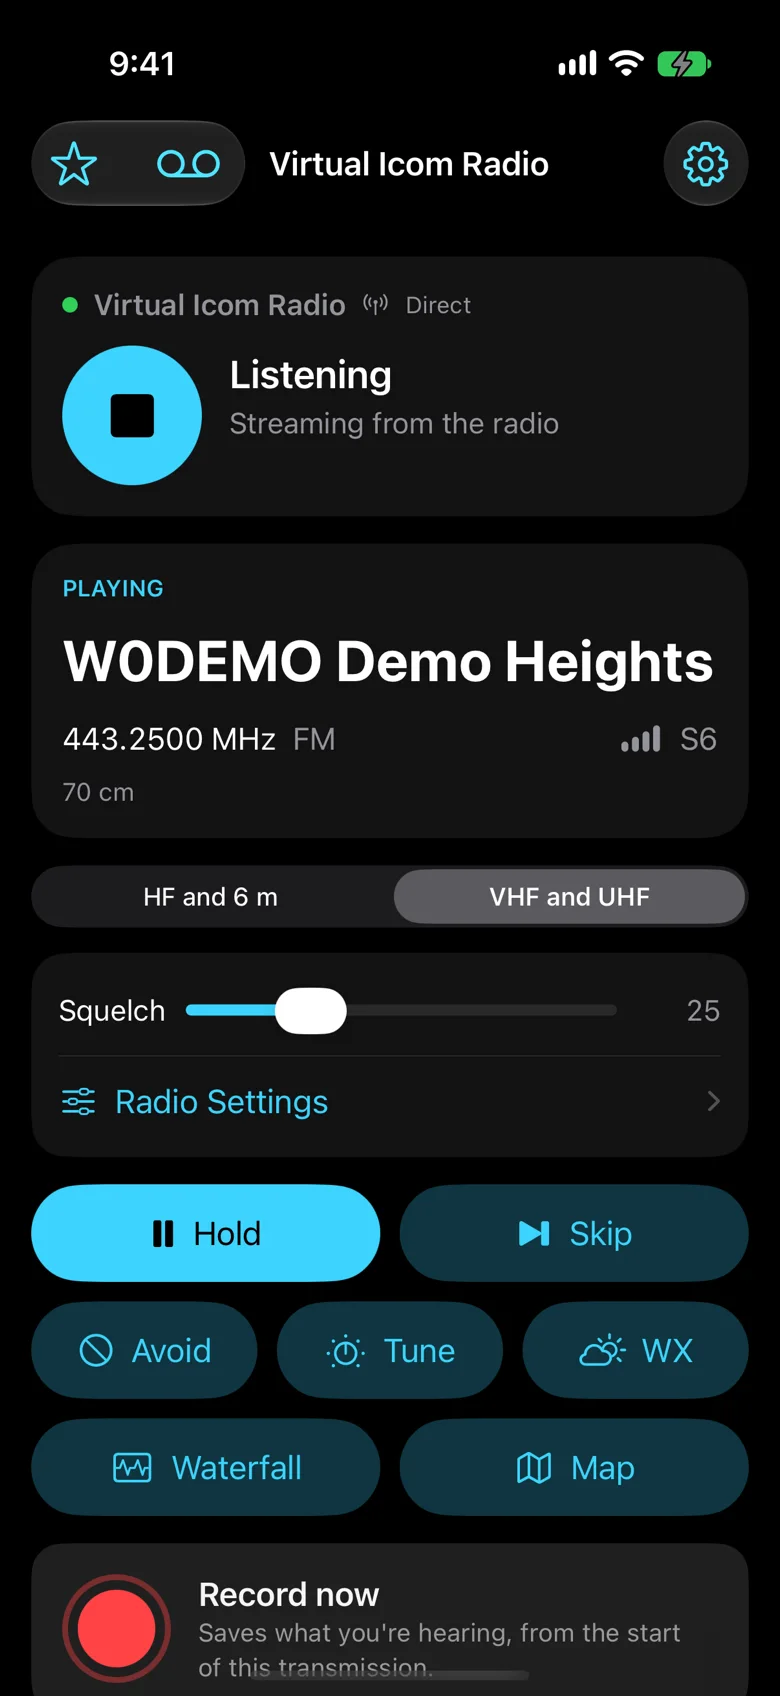 9:41
Virtual Icom Radio
Virtual Icom Radio Direct
Listening
Streaming from the radio
PLAYING
W0DEMO Demo Heights
443.2500 MHz FM S6
70 cm
HF and 6 m VHF and UHF
Squelch 25
Radio Settings
Hold Skip
Avoid Tune WX
Waterfall Map
Record now
Saves what you're hearing, from the start
of this transmission.